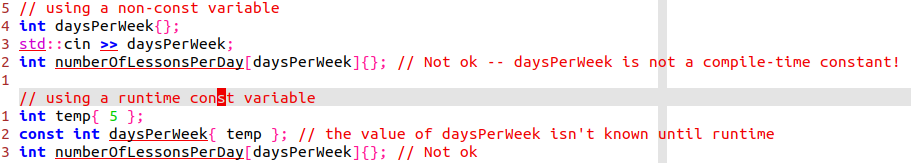 5 // using a non-const variable
4 int daysPerWeek{};
3 std::cin >> daysPerWeek;
2 int numberOfLessonsPerDay[daysPerWeek]{}; // Not ok -- daysPerWeek is not a compile-time constant!
1
// using a runtime const variable
1 int temp{ 5 };
2 const int daysPerWeek{ temp }; // the value of daysPerWeek isn't known until runtime
3 int numberOfLessonsPerDay[daysPerWeek]{}; // Not ok